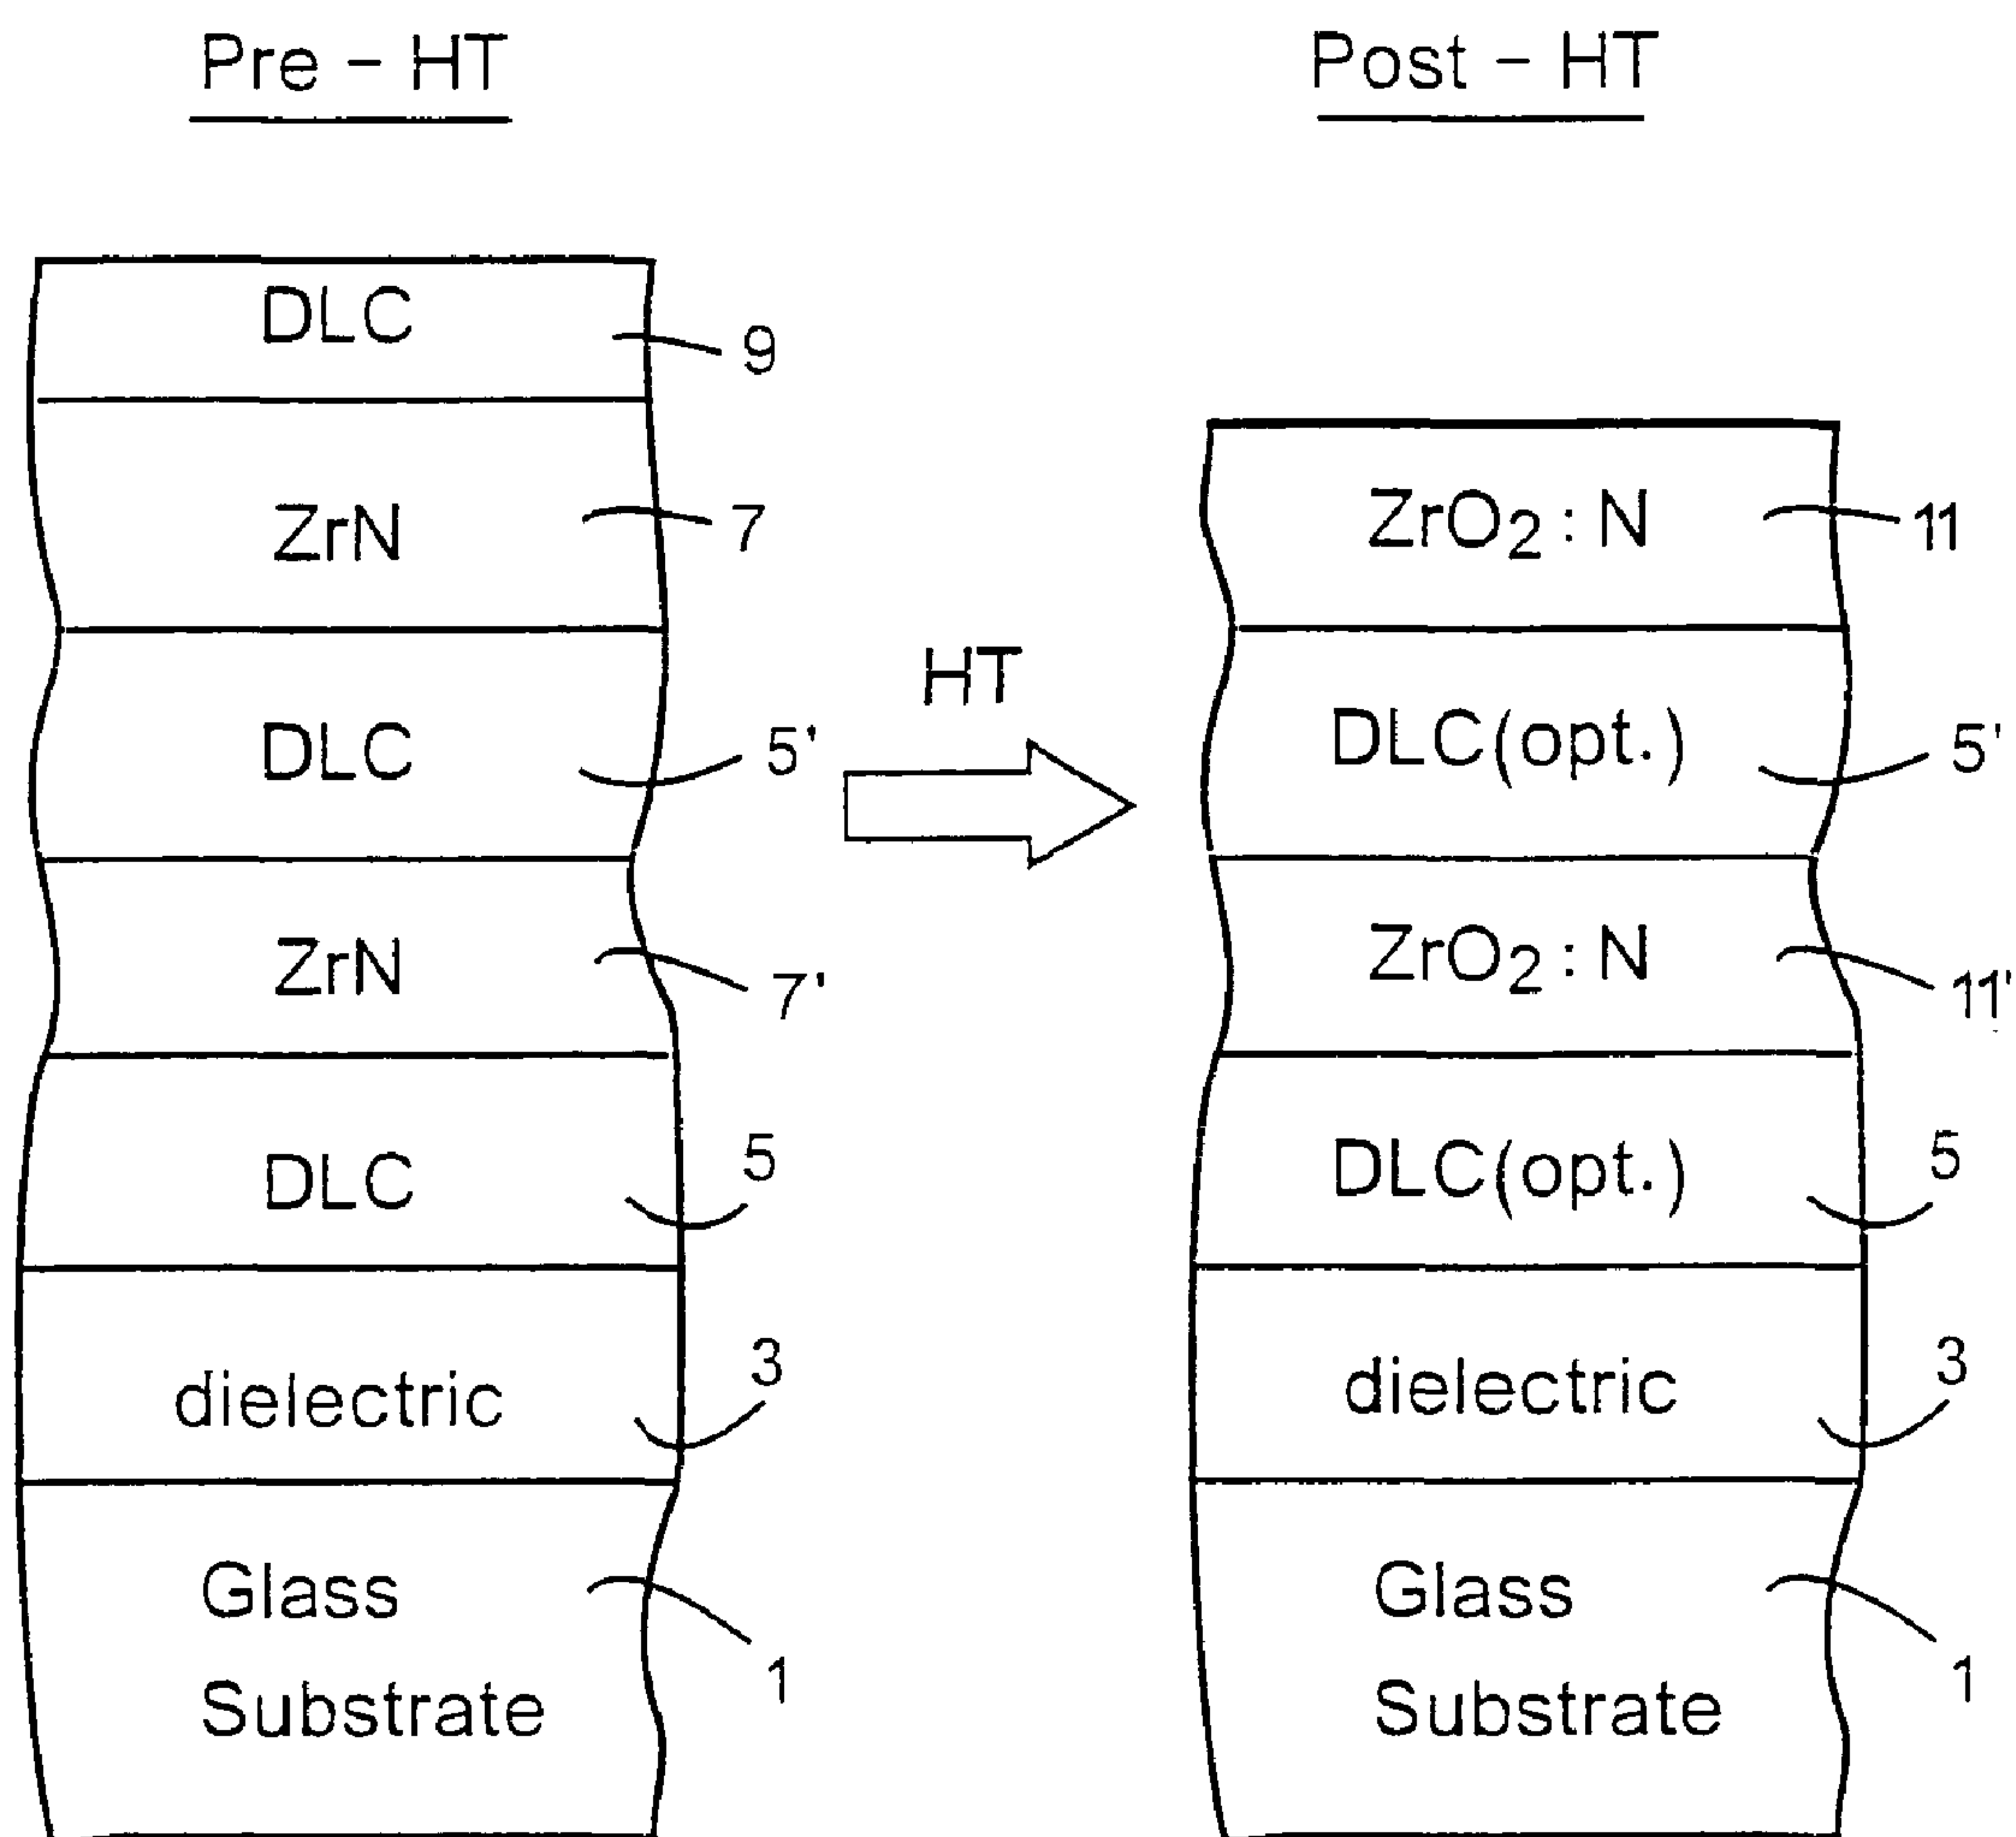 Pre – HT
DLC
9
ZrN
7
DLC
5'
ZrN
7'
DLC
5
dielectric
3
Glass
Substrate
1
HT
Post – HT
ZrO2 : N
11
DLC(opt.)
5'
ZrO2 : N
11'
DLC(opt.)
5
dielectric
3
Glass
Substrate
1